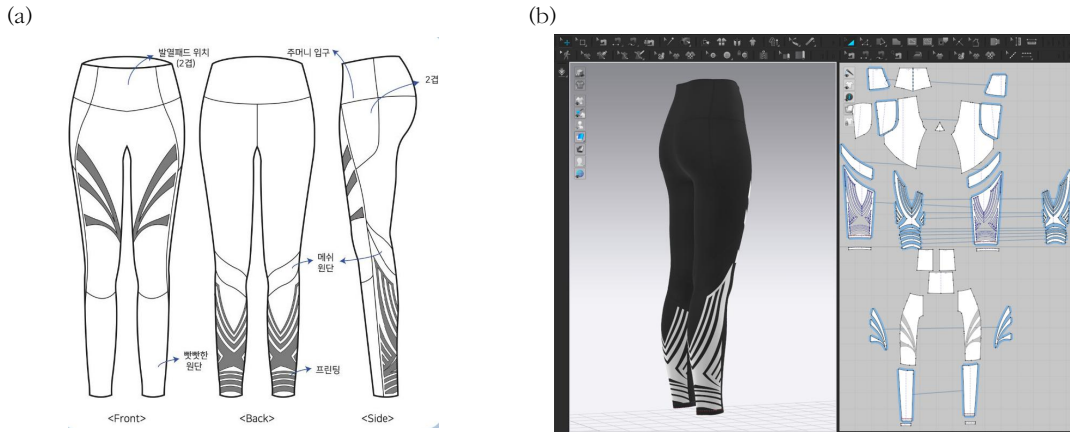 (a)
(b)
발열패드 위치
(2겹)
주머니 입구
2겹
메쉬
원단
빳빳한
원단
프린팅
<Front>
<Back>
<Side>